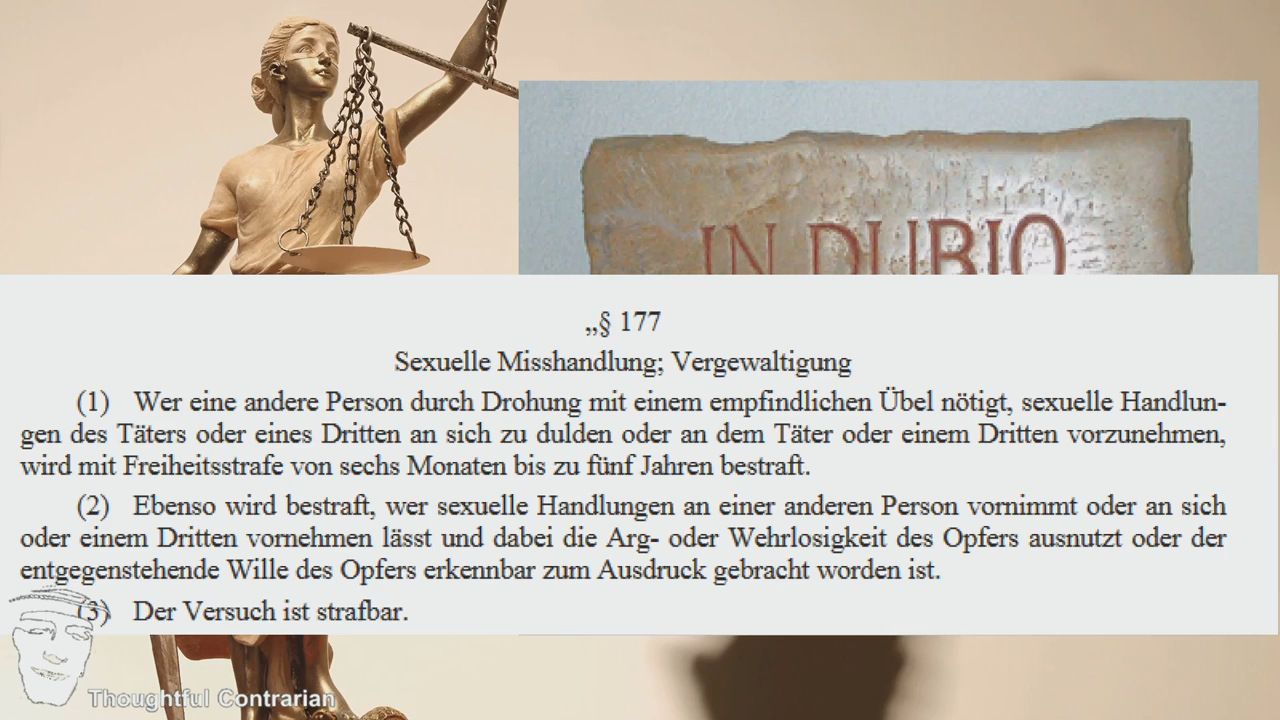 IN DUBIO
„§ 177
Sexuelle Misshandlung; Vergewaltigung
(1) Wer eine andere Person durch Drohung mit einem empfindlichen Übel nötigt, sexuelle Handlun-
gen des Täters oder eines Dritten an sich zu dulden oder an dem Täter oder einem Dritten vorzunehmen,
wird mit Freiheitsstrafe von sechs Monaten bis zu fünf Jahren bestraft.
(2) Ebenso wird bestraft, wer sexuelle Handlungen an einer anderen Person vornimmt oder an sich
oder einem Dritten vornehmen lässt und dabei die Arg- oder Wehrlosigkeit des Opfers ausnutzt oder der
entgegenstehende Wille des Opfers erkennbar zum Ausdruck gebracht worden ist.
(3) Der Versuch ist strafbar.
Thoughtful Contrarian